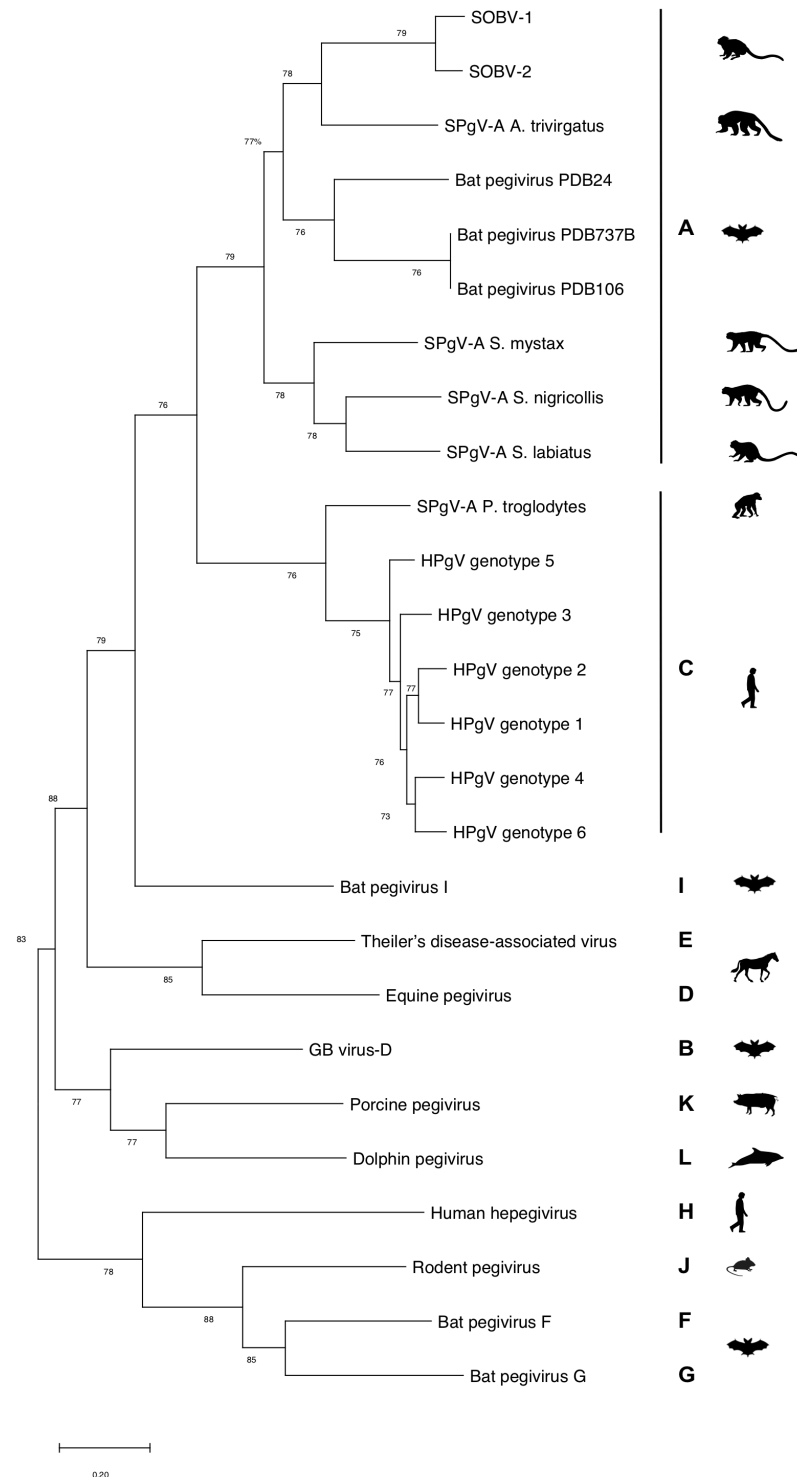 79
SOBV-1
SOBV-2
78
SPgV-A A. trivirgatus
77%
Bat pegivirus PDB24
76
A
Bat pegivirus PDB737B
79
76
Bat pegivirus PDB106
SPgV-A S. mystax
78
SPgV-A S. nigricollis
76
78
SPgV-A S. labiatus
SPgV-A P. troglodytes
HPgV genotype 5
76
HPgV genotype 3
75
79
HPgV genotype 2
C
77
77
HPgV genotype 1
76
HPgV genotype 4
88
73
HPgV genotype 6
Bat pegivirus I
I
83
Theiler’s disease-associated virus
E
85
Equine pegivirus
D
GB virus-D
B
77
Porcine pegivirus
K
77
Dolphin pegivirus
L
Human hepegivirus
H
78
Rodent pegivirus
J
88
Bat pegivirus F
F
85
Bat pegivirus G
G
0.20